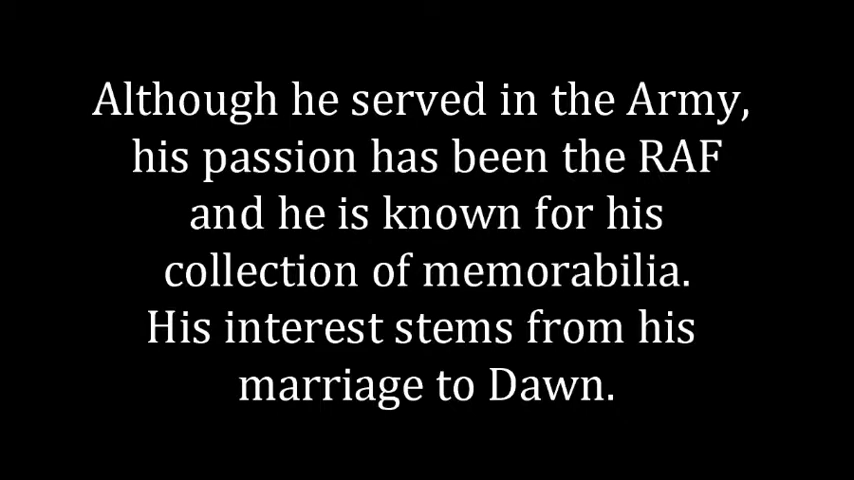 Although he served in the Army,
his passion has been the RAF
and he is known for his
collection of memorabilia.
His interest stems from his
marriage to Dawn.